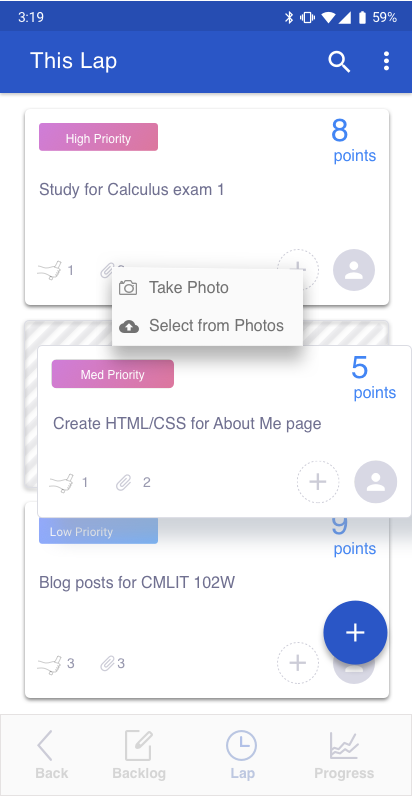 3:19
59%
This Lap
High Priority
8
points
Study for Calculus exam 1
1
Take Photo
Select from Photos
Med Priority
5
points
Create HTML/CSS for About Me page
1
2
Low Priority
9
points
Blog posts for CMLIT 102W
3
3
Back
Backlog
Lap
Progress